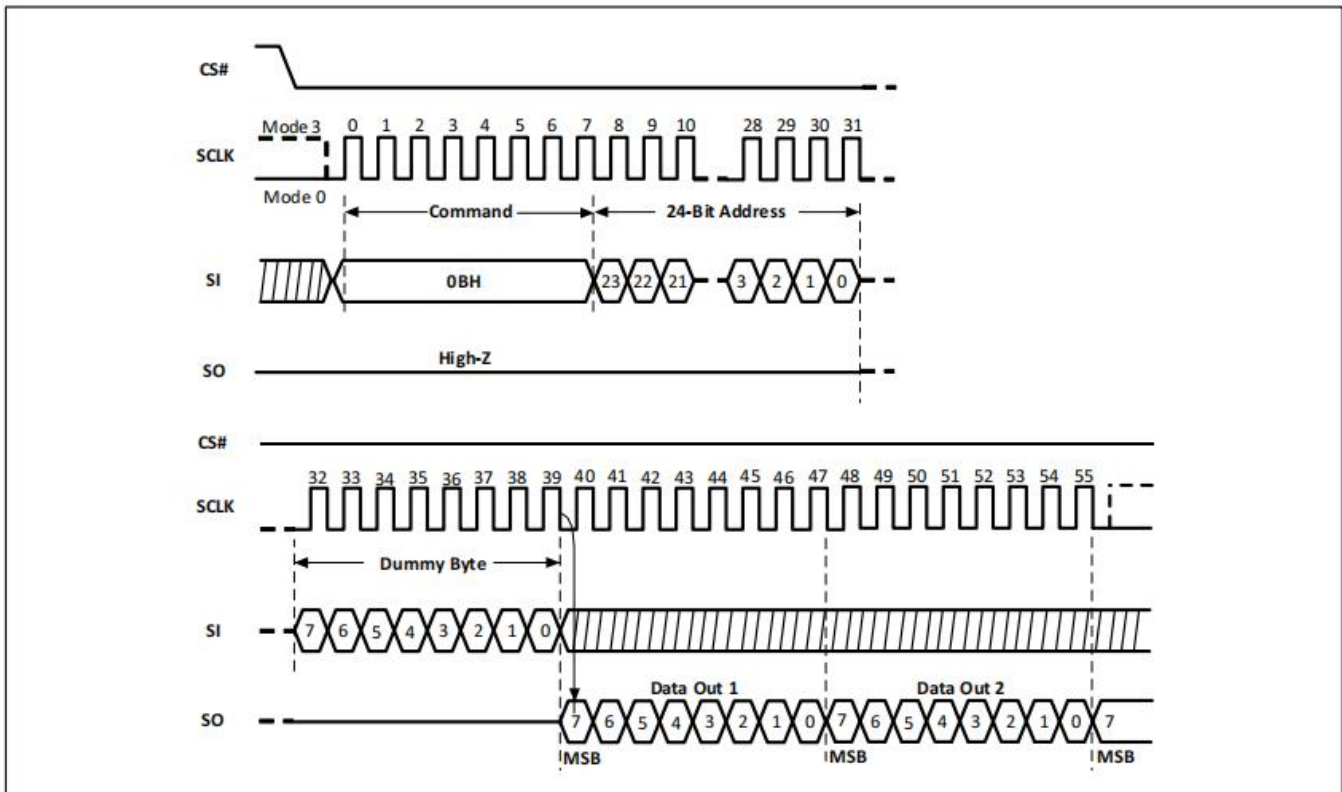 CS#
Mode 3 0 1 2 3 4 5 6 7 8 9 10 28 29 30 31
SCLK
Mode 0
Command 24-Bit Address
SI 0BH 23 22 21 3 2 1 0
High-Z
SO
CS#
32 33 34 35 36 37 38 39 40 41 42 43 44 45 46 47 48 49 50 51 52 53 54 55
SCLK
Dummy Byte
SI 7 6 5 4 3 2 1 0
Data Out 1 Data Out 2
SO 7 6 5 4 3 2 1 0 7 6 5 4 3 2 1 0 7
MSB MSB MSB